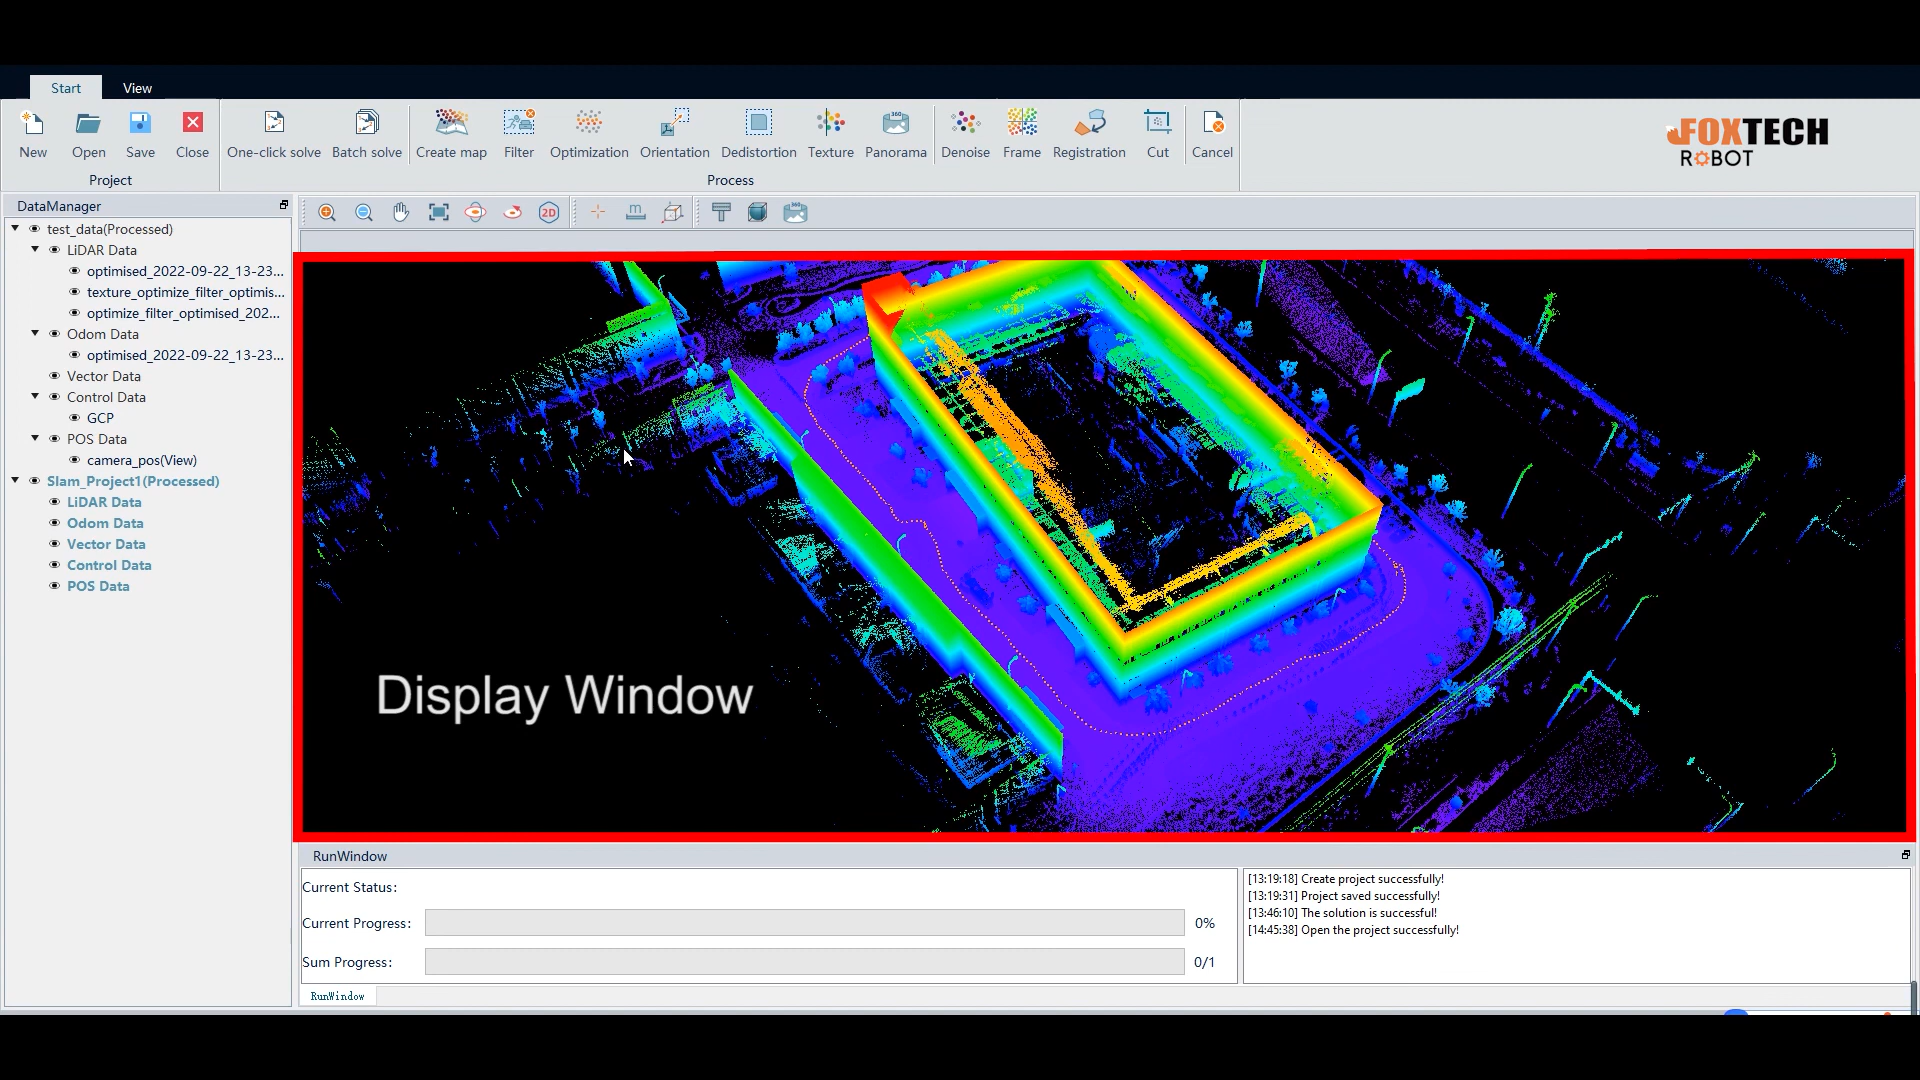 Start View
New Open Save Close One-click solve Batch solve Create map Filter Optimization Orientation Dedistortion Texture Panorama Denoise Frame Registration Cut Cancel
Project Process
FOXTECH
ROBOT
DataManager
2D
test_data(Processed)
LiDAR Data
optimised_2022-09-22_13-23...
texture_optimize_filter_optimis...
optimize_filter_optimised_202...
Odom Data
optimised_2022-09-22_13-23...
Vector Data
Control Data
GCP
POS Data
camera_pos(View)
Slam_Project1(Processed)
LiDAR Data
Odom Data
Vector Data
Control Data
POS Data
Display Window
RunWindow
Current Status:
Current Progress: 0%
Sum Progress: 0/1
RunWindow
[13:19:18] Create project successfully!
[13:19:31] Project saved successfully!
[13:46:10] The solution is successful!
[14:45:38] Open the project successfully!